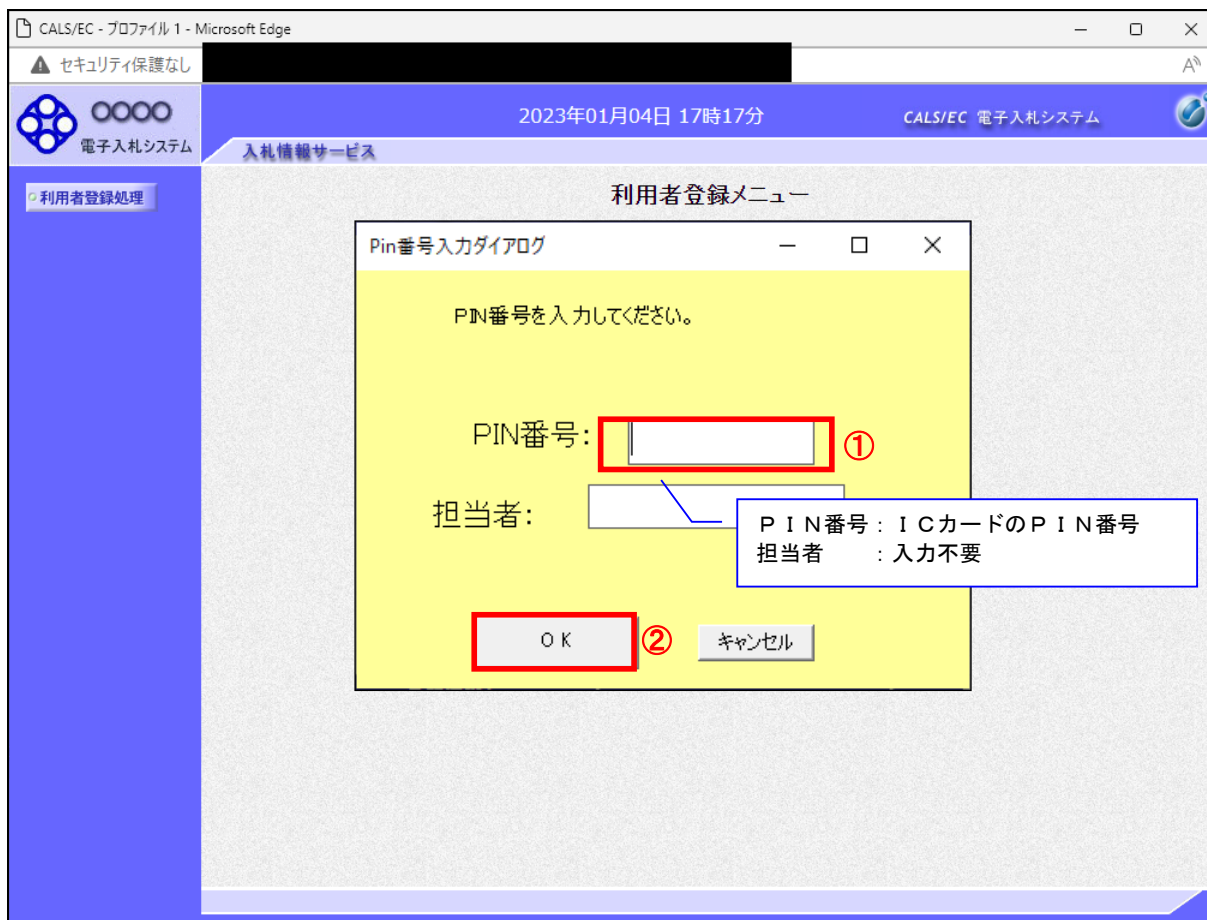 CALS/EC - プロファイル 1 - Microsoft Edge
セキュリティ保護なし
A
OOOO
電子入札システム
2023年01月04日 17時17分
CALS/EC 電子入札システム
入札情報サービス
利用者登録処理
利用者登録メニュー
Pin番号入力ダイアログ
PIN番号を入力してください。
PIN番号:
①
担当者:
ＰＩＮ番号：ＩＣカードのＰＩＮ番号
担当者　　：入力不要
ＯＫ
②
キャンセル